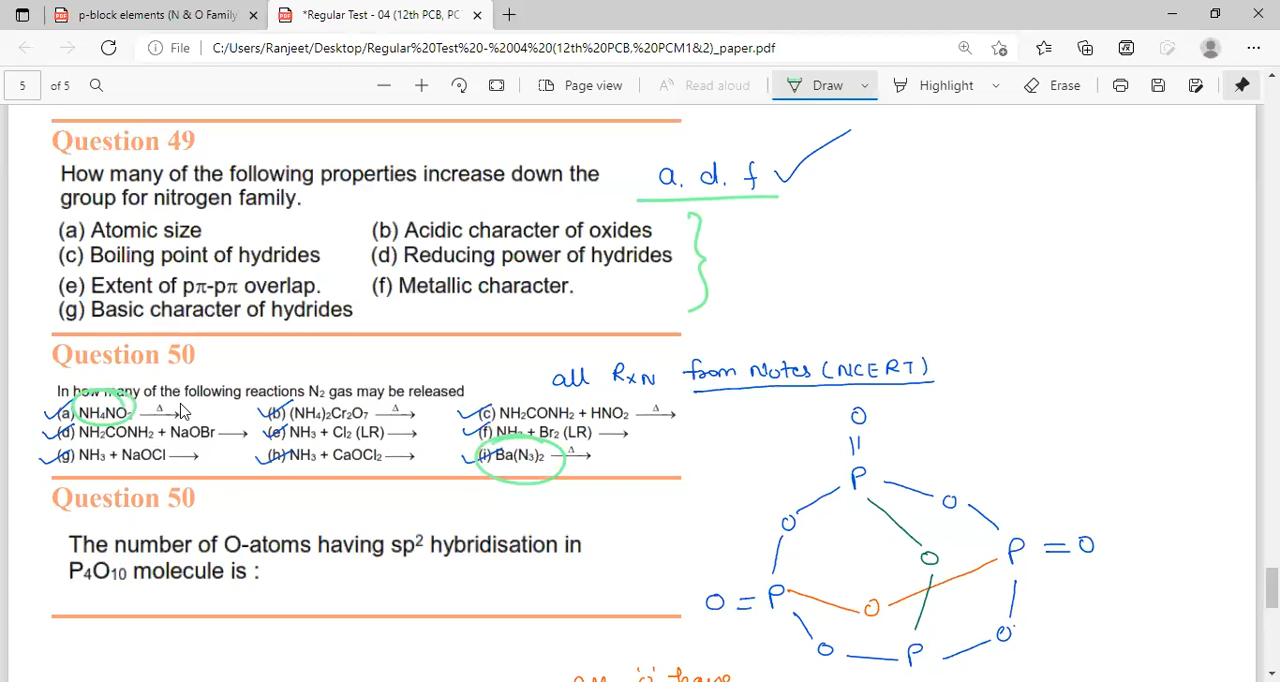 p-block elements (N & O Family)
*Regular Test - 04 (12th PCB, PC
File
C:/Users/Ranjeet/Desktop/Regular%20Test%20-%2004%20(12th%20PCB,%20PCM1&2)_paper.pdf
5 of 5
Page view
Read aloud
Draw
Highlight
Erase
Question 49
How many of the following properties increase down the
group for nitrogen family.
a. d. f ✓
(a) Atomic size (b) Acidic character of oxides
(c) Boiling point of hydrides (d) Reducing power of hydrides
(e) Extent of pπ-pπ overlap. (f) Metallic character.
(g) Basic character of hydrides
Question 50
all RxN from Notes (NCERT)
In how many of the following reactions N₂ gas may be released
(a) NH₄NO₂ —Δ→ (b) (NH₄)₂Cr₂O₇ —Δ→ (c) NH₂CONH₂ + HNO₂ —Δ→
(d) NH₂CONH₂ + NaOBr → (e) NH₃ + Cl₂ (LR) → (f) NH₃ + Br₂ (LR) →
(g) NH₃ + NaOCl → (h) NH₃ + CaOCl₂ → (i) Ba(N₃)₂ —Δ→
Question 50
The number of O-atoms having sp² hybridisation in
P₄O₁₀ molecule is :
O
P
O
O
P = O
O
O = P
O
O
O
P